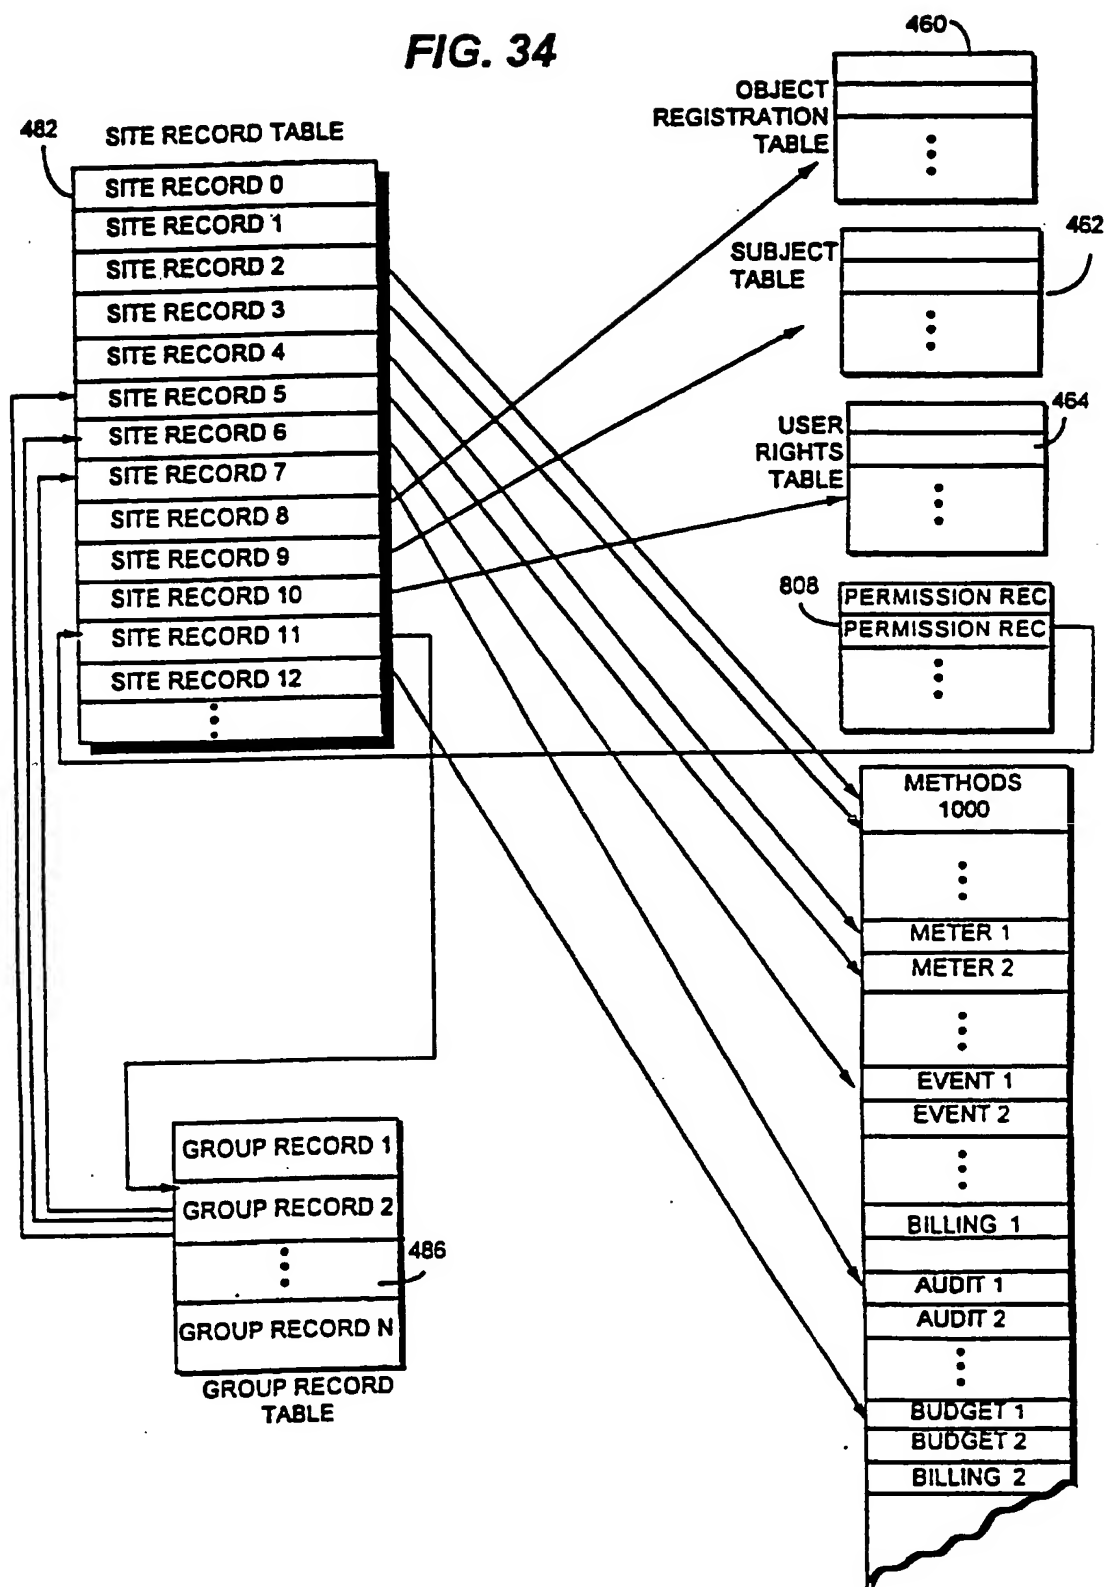 FIG. 34
460
OBJECT
REGISTRATION
TABLE
482
SITE RECORD TABLE
SITE RECORD 0
SITE RECORD 1
SITE RECORD 2
SITE RECORD 3
SITE RECORD 4
SITE RECORD 5
SITE RECORD 6
SITE RECORD 7
SITE RECORD 8
SITE RECORD 9
SITE RECORD 10
SITE RECORD 11
SITE RECORD 12
SUBJECT
TABLE
462
USER
RIGHTS
TABLE
464
808
PERMISSION REC
PERMISSION REC
METHODS
1000
METER 1
METER 2
EVENT 1
EVENT 2
BILLING 1
AUDIT 1
AUDIT 2
BUDGET 1
BUDGET 2
BILLING 2
GROUP RECORD 1
GROUP RECORD 2
486
GROUP RECORD N
GROUP RECORD
TABLE